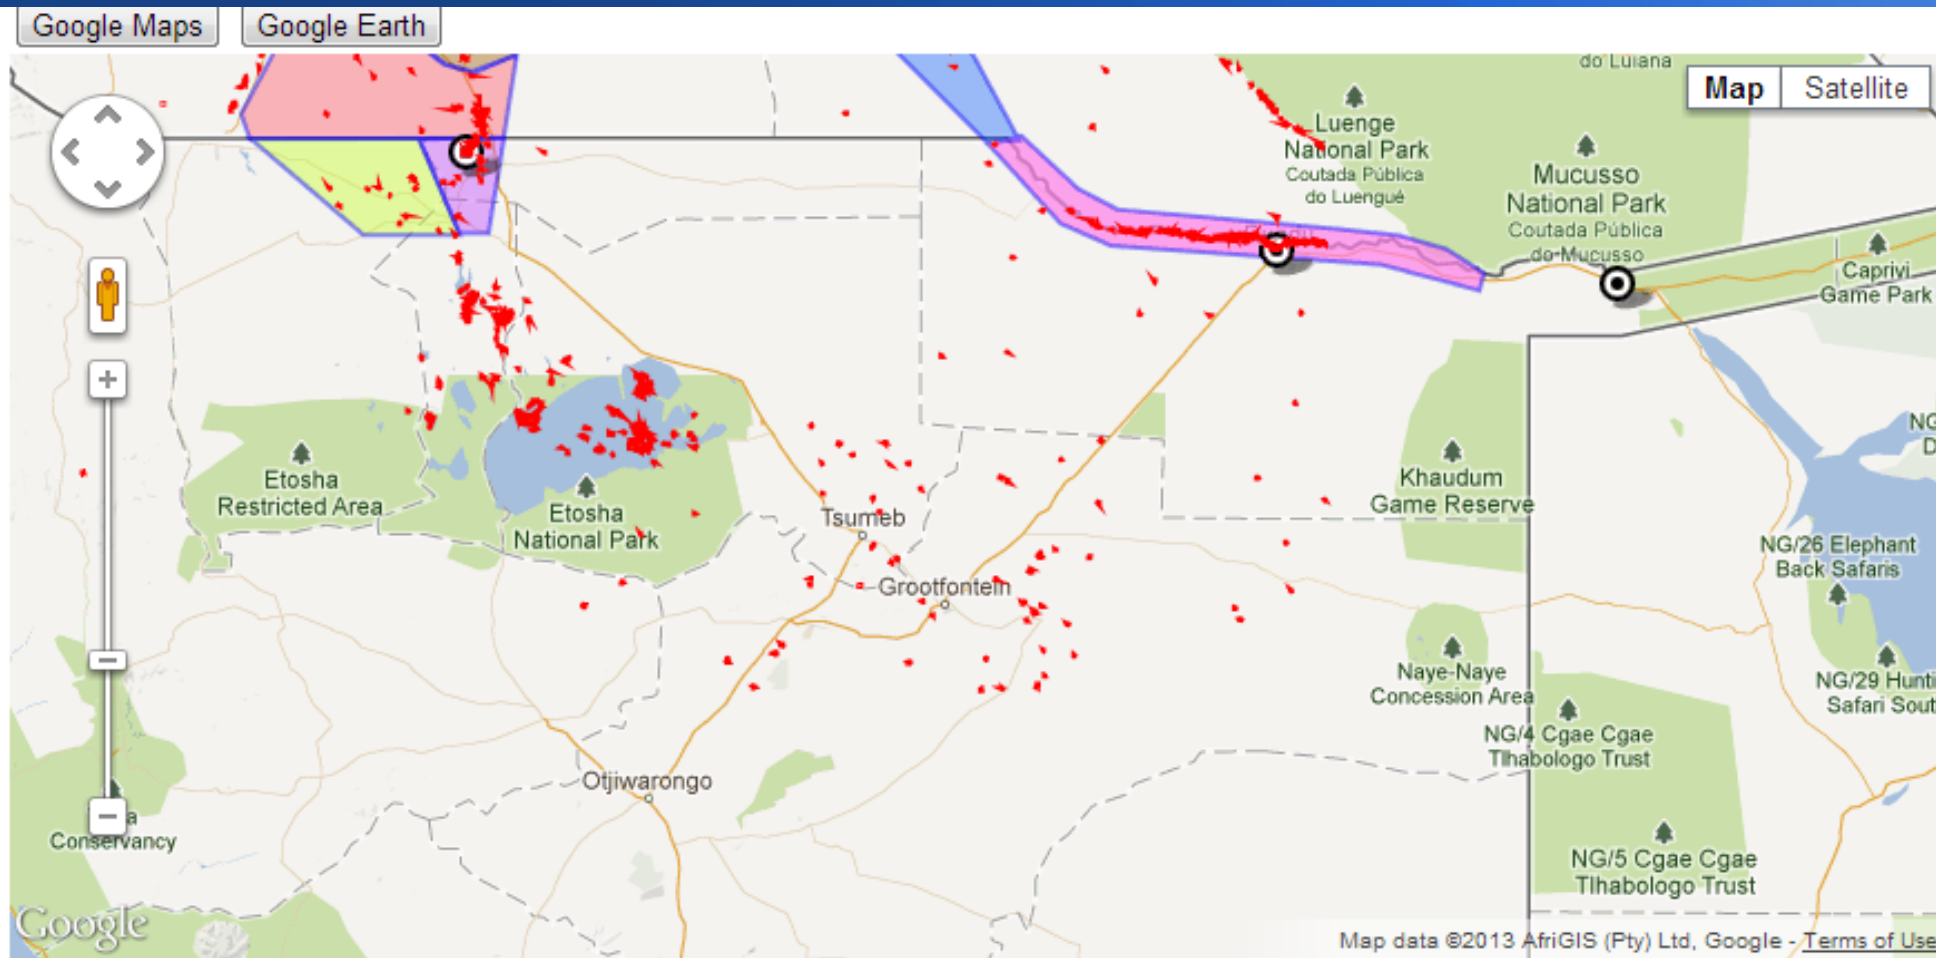 Google Maps
Google Earth
do Luiana
Map
Satellite
Luenge
National Park
Coutada Pública
do Luengué
Mucusso
National Park
Coutada Pública
do Mucusso
Caprivi
Game Park
Etosha
Restricted Area
Etosha
National Park
Tsumeb
Khaudum
Game Reserve
NG
D
Grootfontein
NG/26 Elephant
Back Safaris
Naye-Naye
Concession Area
NG/29 Hunti
Safari Sout
NG/4 Cgae Cgae
Tlhabologo Trust
Otjiwarongo
a
Conservancy
NG/5 Cgae Cgae
Tlhabologo Trust
Google
Map data ©2013 AfriGIS (Pty) Ltd, Google - Terms of Use